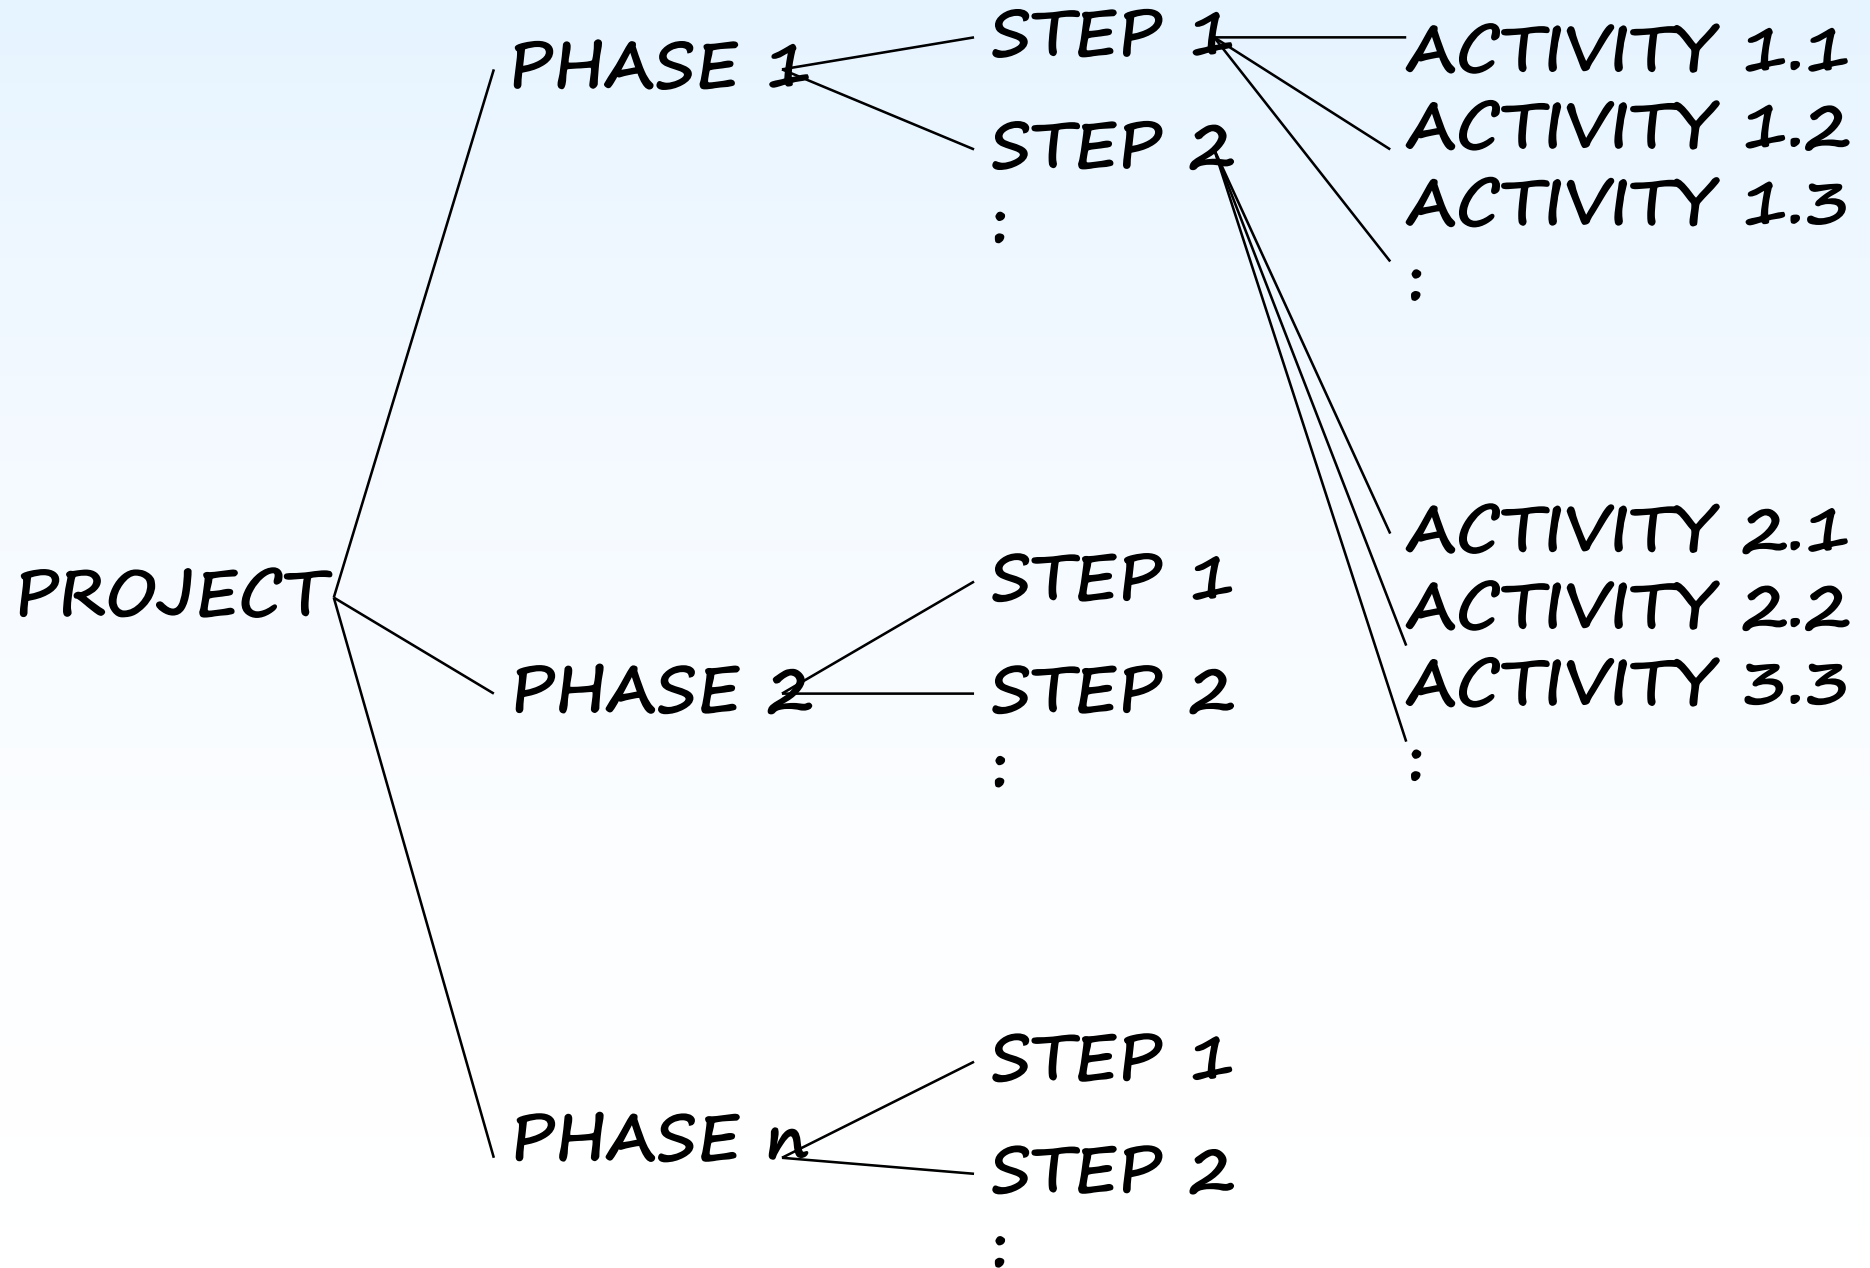 PROJECT
PHASE 1
STEP 1
ACTIVITY 1.1
ACTIVITY 1.2
ACTIVITY 1.3
:
STEP 2
ACTIVITY 2.1
ACTIVITY 2.2
ACTIVITY 3.3
:
:
PHASE 2
STEP 1
STEP 2
:
PHASE n
STEP 1
STEP 2
: